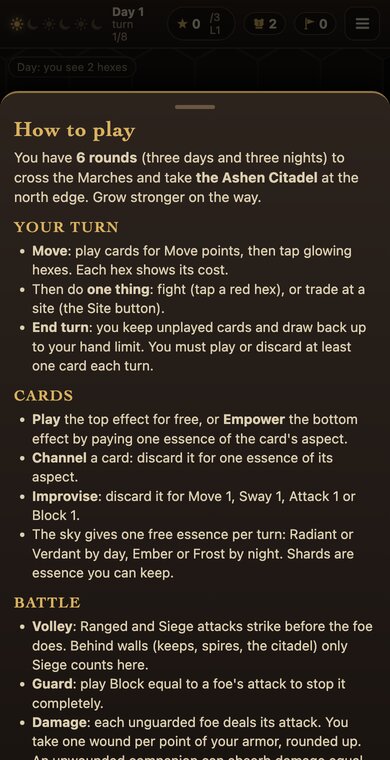 Day 1
turn
1/8
★ 0
/3
L1
2
0
Day: you see 2 hexes
How to play
You have 6 rounds (three days and three nights) to
cross the Marches and take the Ashen Citadel at the
north edge. Grow stronger on the way.
YOUR TURN
• Move: play cards for Move points, then tap glowing
hexes. Each hex shows its cost.
• Then do one thing: fight (tap a red hex), or trade at a
site (the Site button).
• End turn: you keep unplayed cards and draw back up
to your hand limit. You must play or discard at least
one card each turn.
CARDS
• Play the top effect for free, or Empower the bottom
effect by paying one essence of the card's aspect.
• Channel a card: discard it for one essence of its
aspect.
• Improvise: discard it for Move 1, Sway 1, Attack 1 or
Block 1.
• The sky gives one free essence per turn: Radiant or
Verdant by day, Ember or Frost by night. Shards are
essence you can keep.
BATTLE
• Volley: Ranged and Siege attacks strike before the foe
does. Behind walls (keeps, spires, the citadel) only
Siege counts here.
• Guard: play Block equal to a foe's attack to stop it
completely.
• Damage: each unguarded foe deals its attack. You
take one wound per point of your armor, rounded up.
An unwounded companion can absorb damage equal